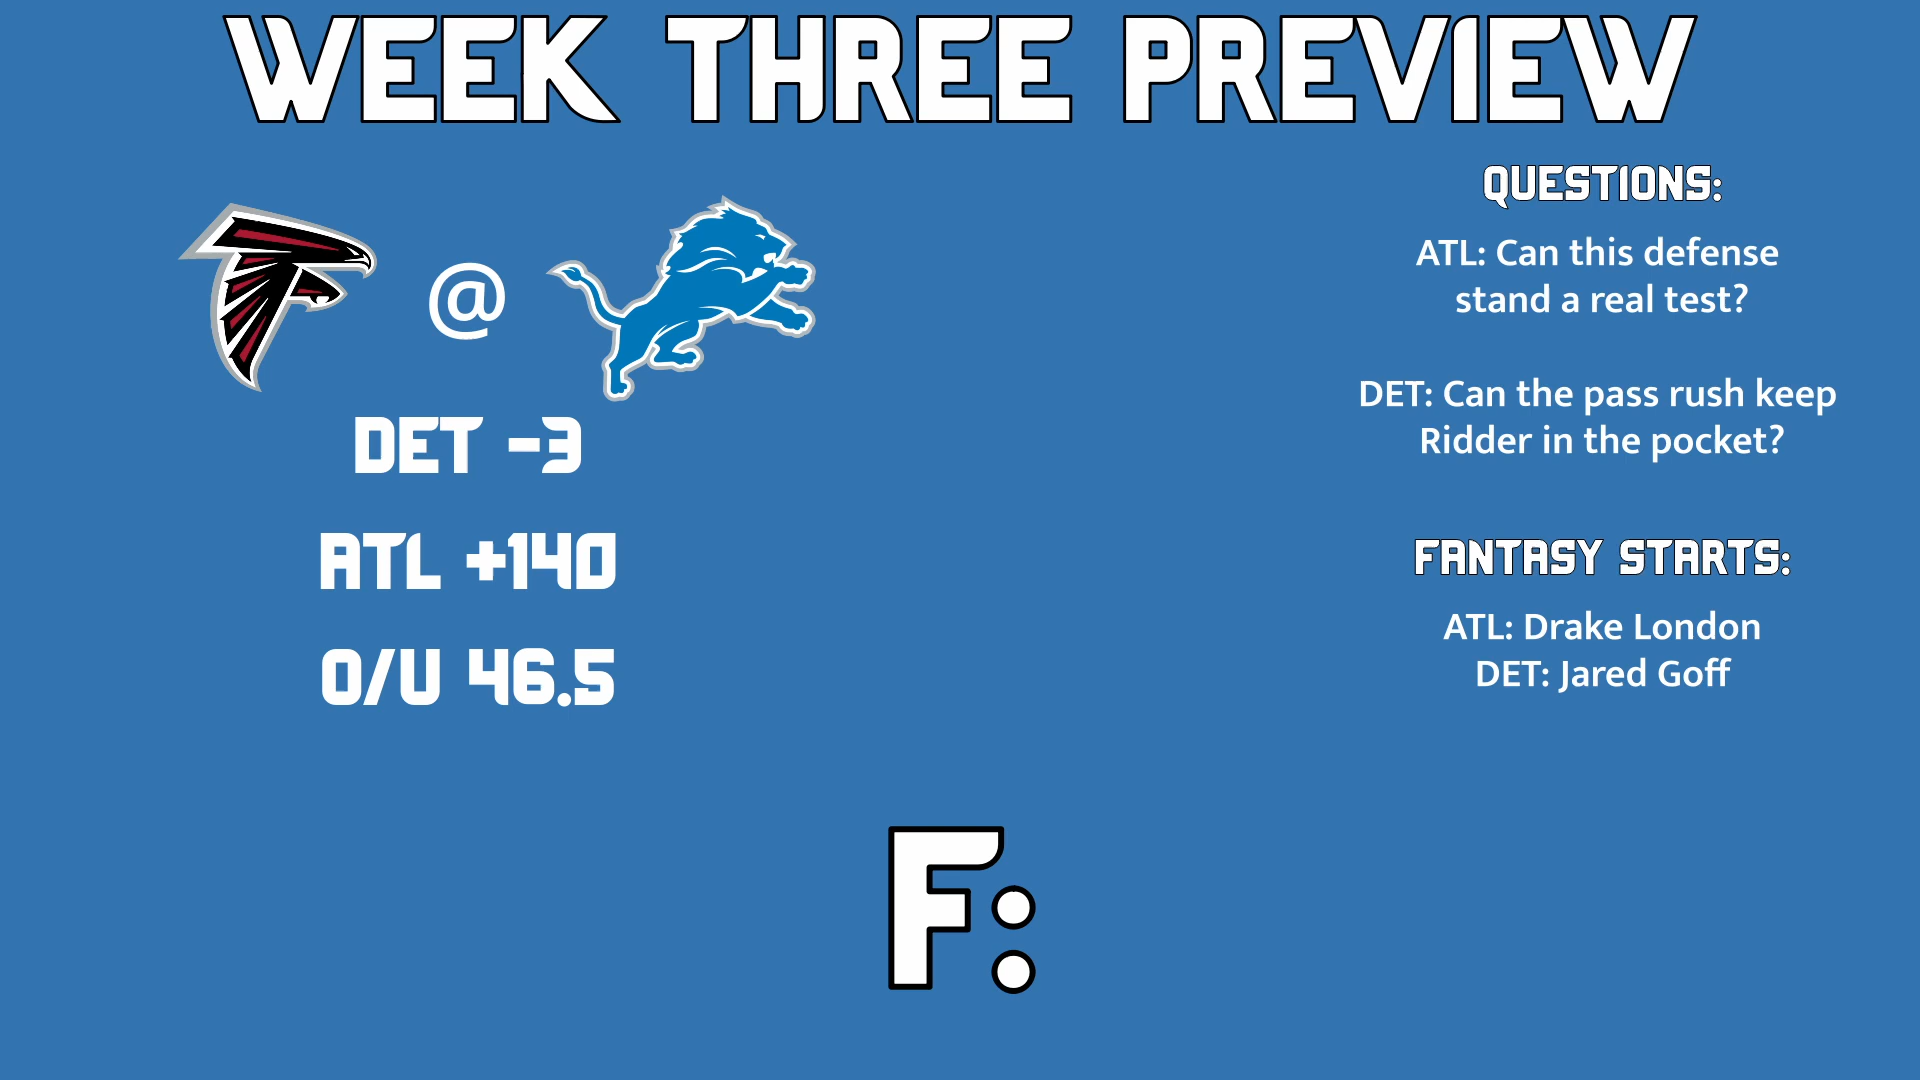 WEEK THREE PREVIEW
@
DET -3
ATL +140
O/U 46.5
QUESTIONS:
ATL: Can this defense
stand a real test?
DET: Can the pass rush keep
Ridder in the pocket?
FANTASY STARTS:
ATL: Drake London
DET: Jared Goff
F: